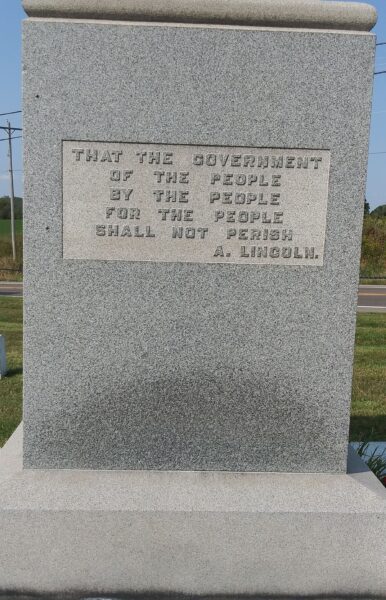 THAT THE GOVERNMENT
OF THE PEOPLE
BY THE PEOPLE
FOR THE PEOPLE
SHALL NOT PERISH
A. LINCOLN.